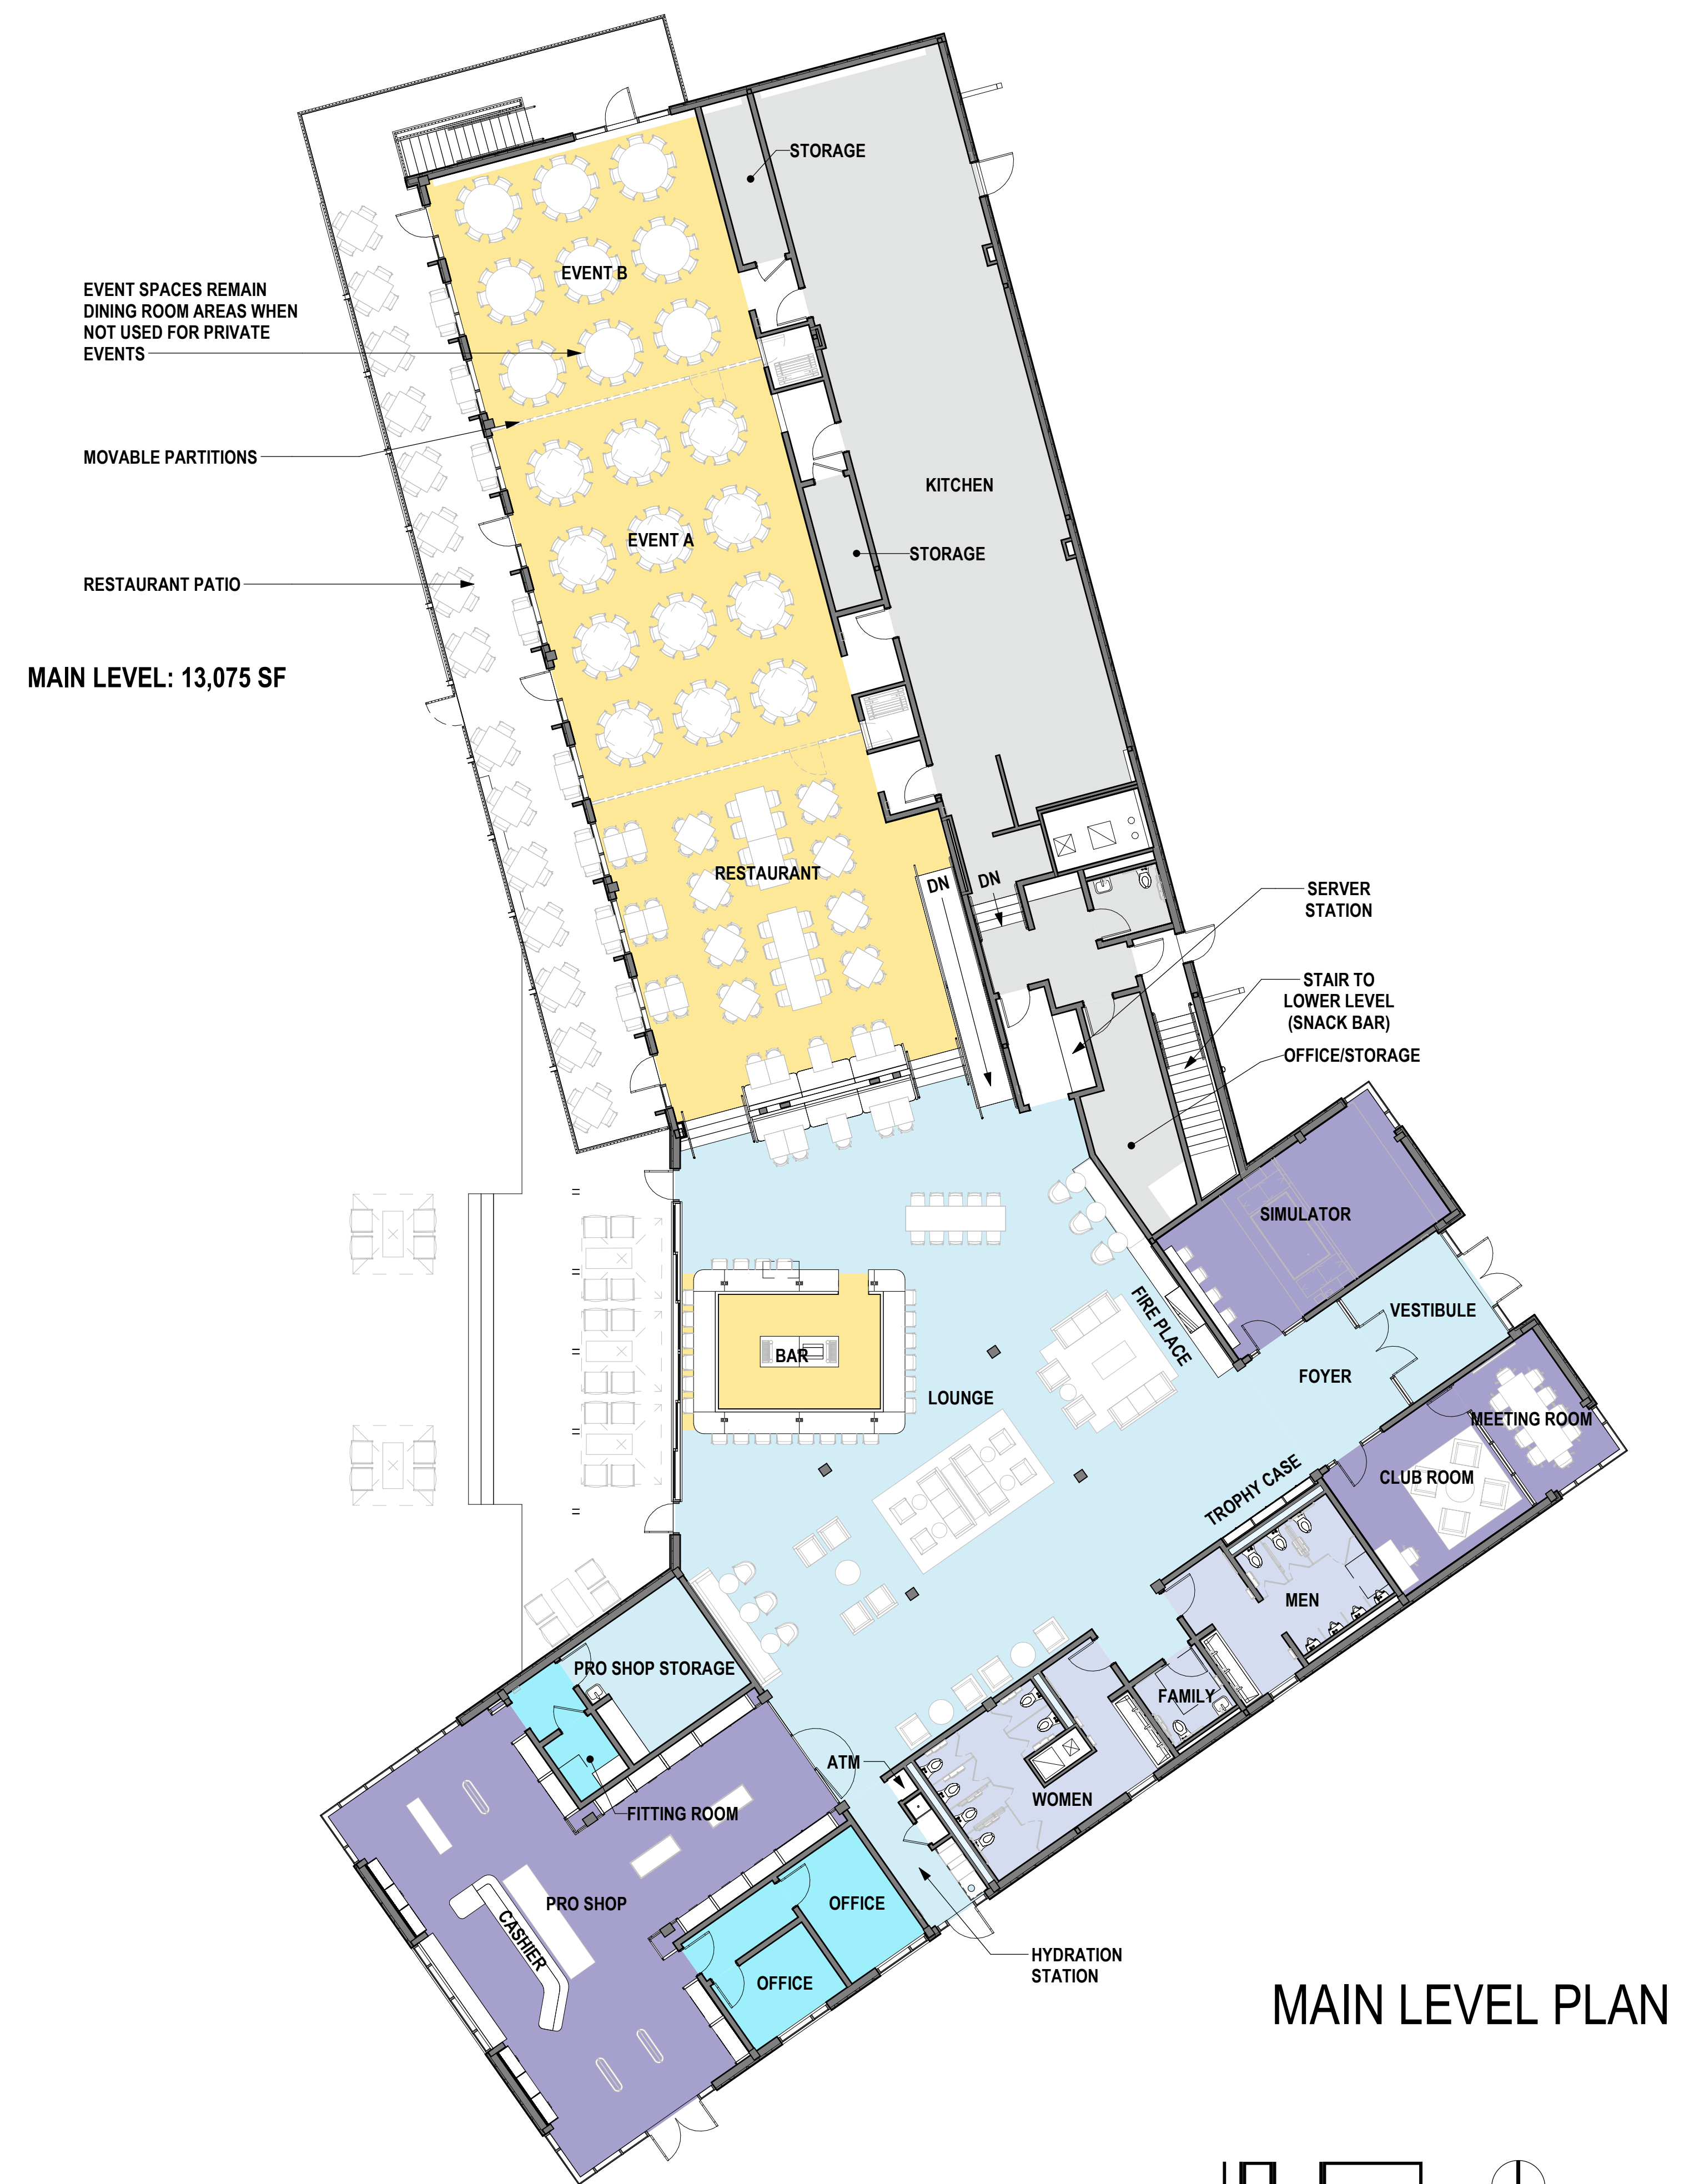 STORAGE
EVENT B
EVENT SPACES REMAIN
DINING ROOM AREAS WHEN
NOT USED FOR PRIVATE
EVENTS
MOVABLE PARTITIONS
KITCHEN
EVENT A
STORAGE
RESTAURANT PATIO
MAIN LEVEL: 13,075 SF
RESTAURANT
DN
DN
SERVER
STATION
STAIR TO
LOWER LEVEL
(SNACK BAR)
OFFICE/STORAGE
SIMULATOR
VESTIBULE
FIRE PLACE
BAR
FOYER
LOUNGE
MEETING ROOM
CLUB ROOM
TROPHY CASE
MEN
PRO SHOP STORAGE
FAMILY
ATM
WOMEN
FITTING ROOM
PRO SHOP
OFFICE
CASHIER
HYDRATION
STATION
OFFICE
MAIN LEVEL PLAN